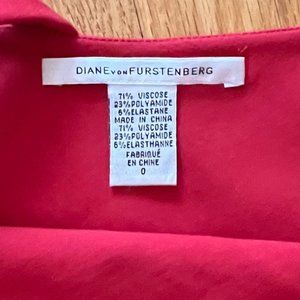 DIANE VON FURSTENBERG
71% VISCOSE
23% POLYAMIDE
6% ELASTANE
MADE IN CHINA
71% VISCOSE
23% POLYAMIDE
6% ELASTHANNE
FABRIQUÉ
EN CHINE
0